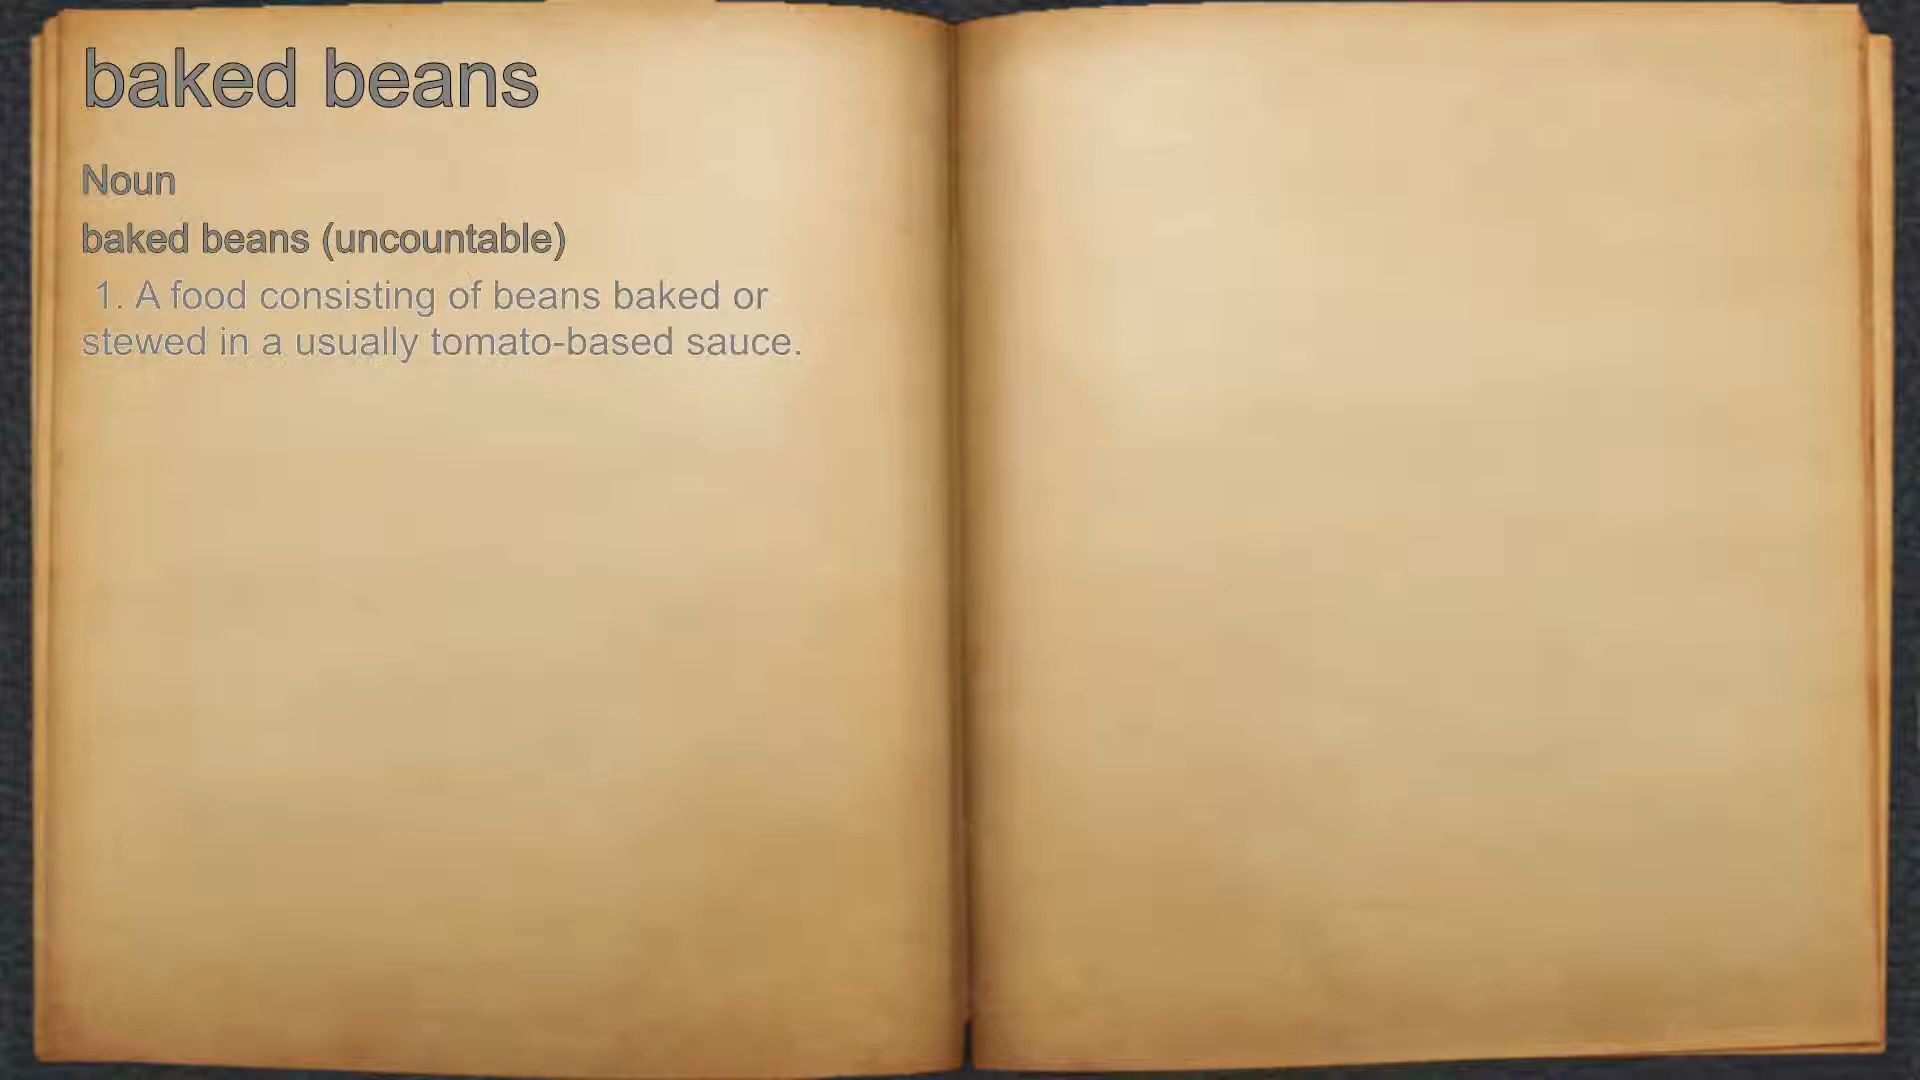 baked beans
Noun
baked beans (uncountable)
1. A food consisting of beans baked or
stewed in a usually tomato-based sauce.